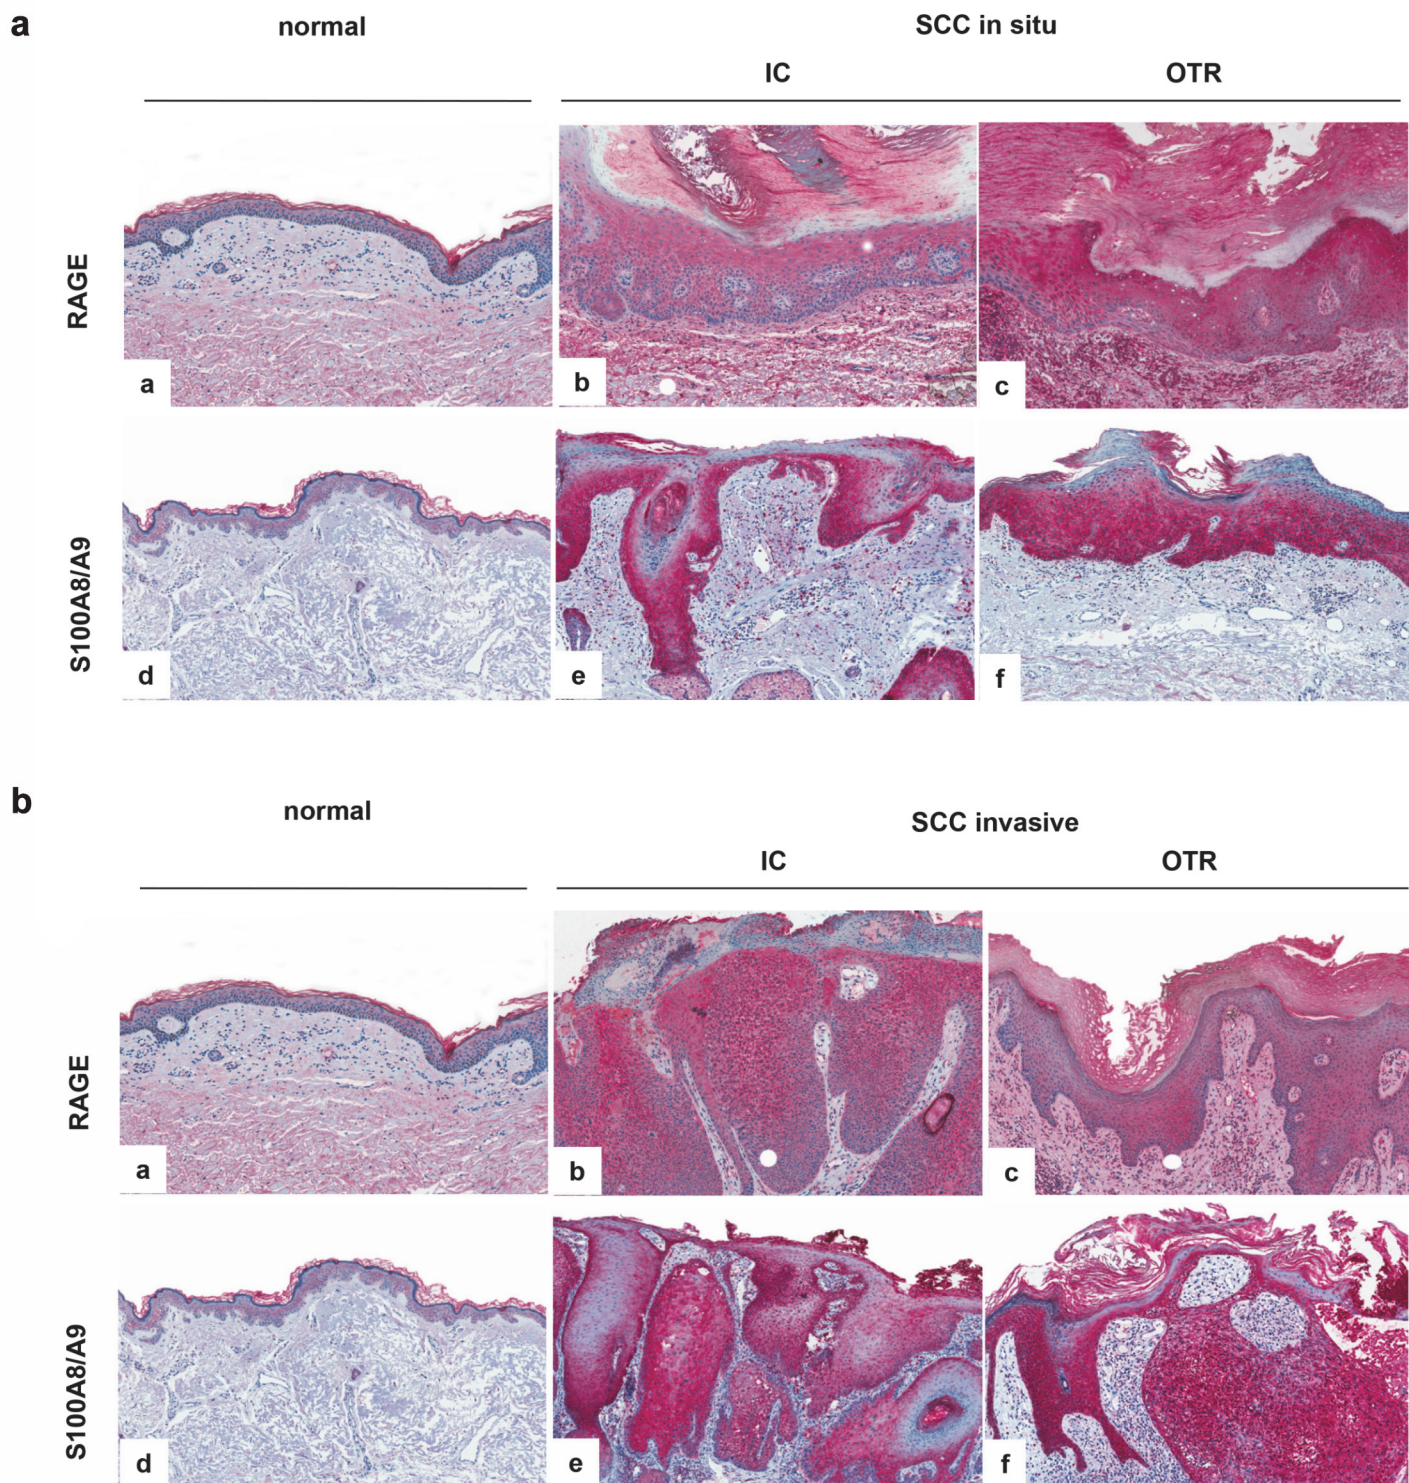 a
normal
SCC in situ
IC
OTR
RAGE
a
b
c
S100A8/A9
d
e
f
b
normal
SCC invasive
IC
OTR
RAGE
a
b
c
S100A8/A9
d
e
f